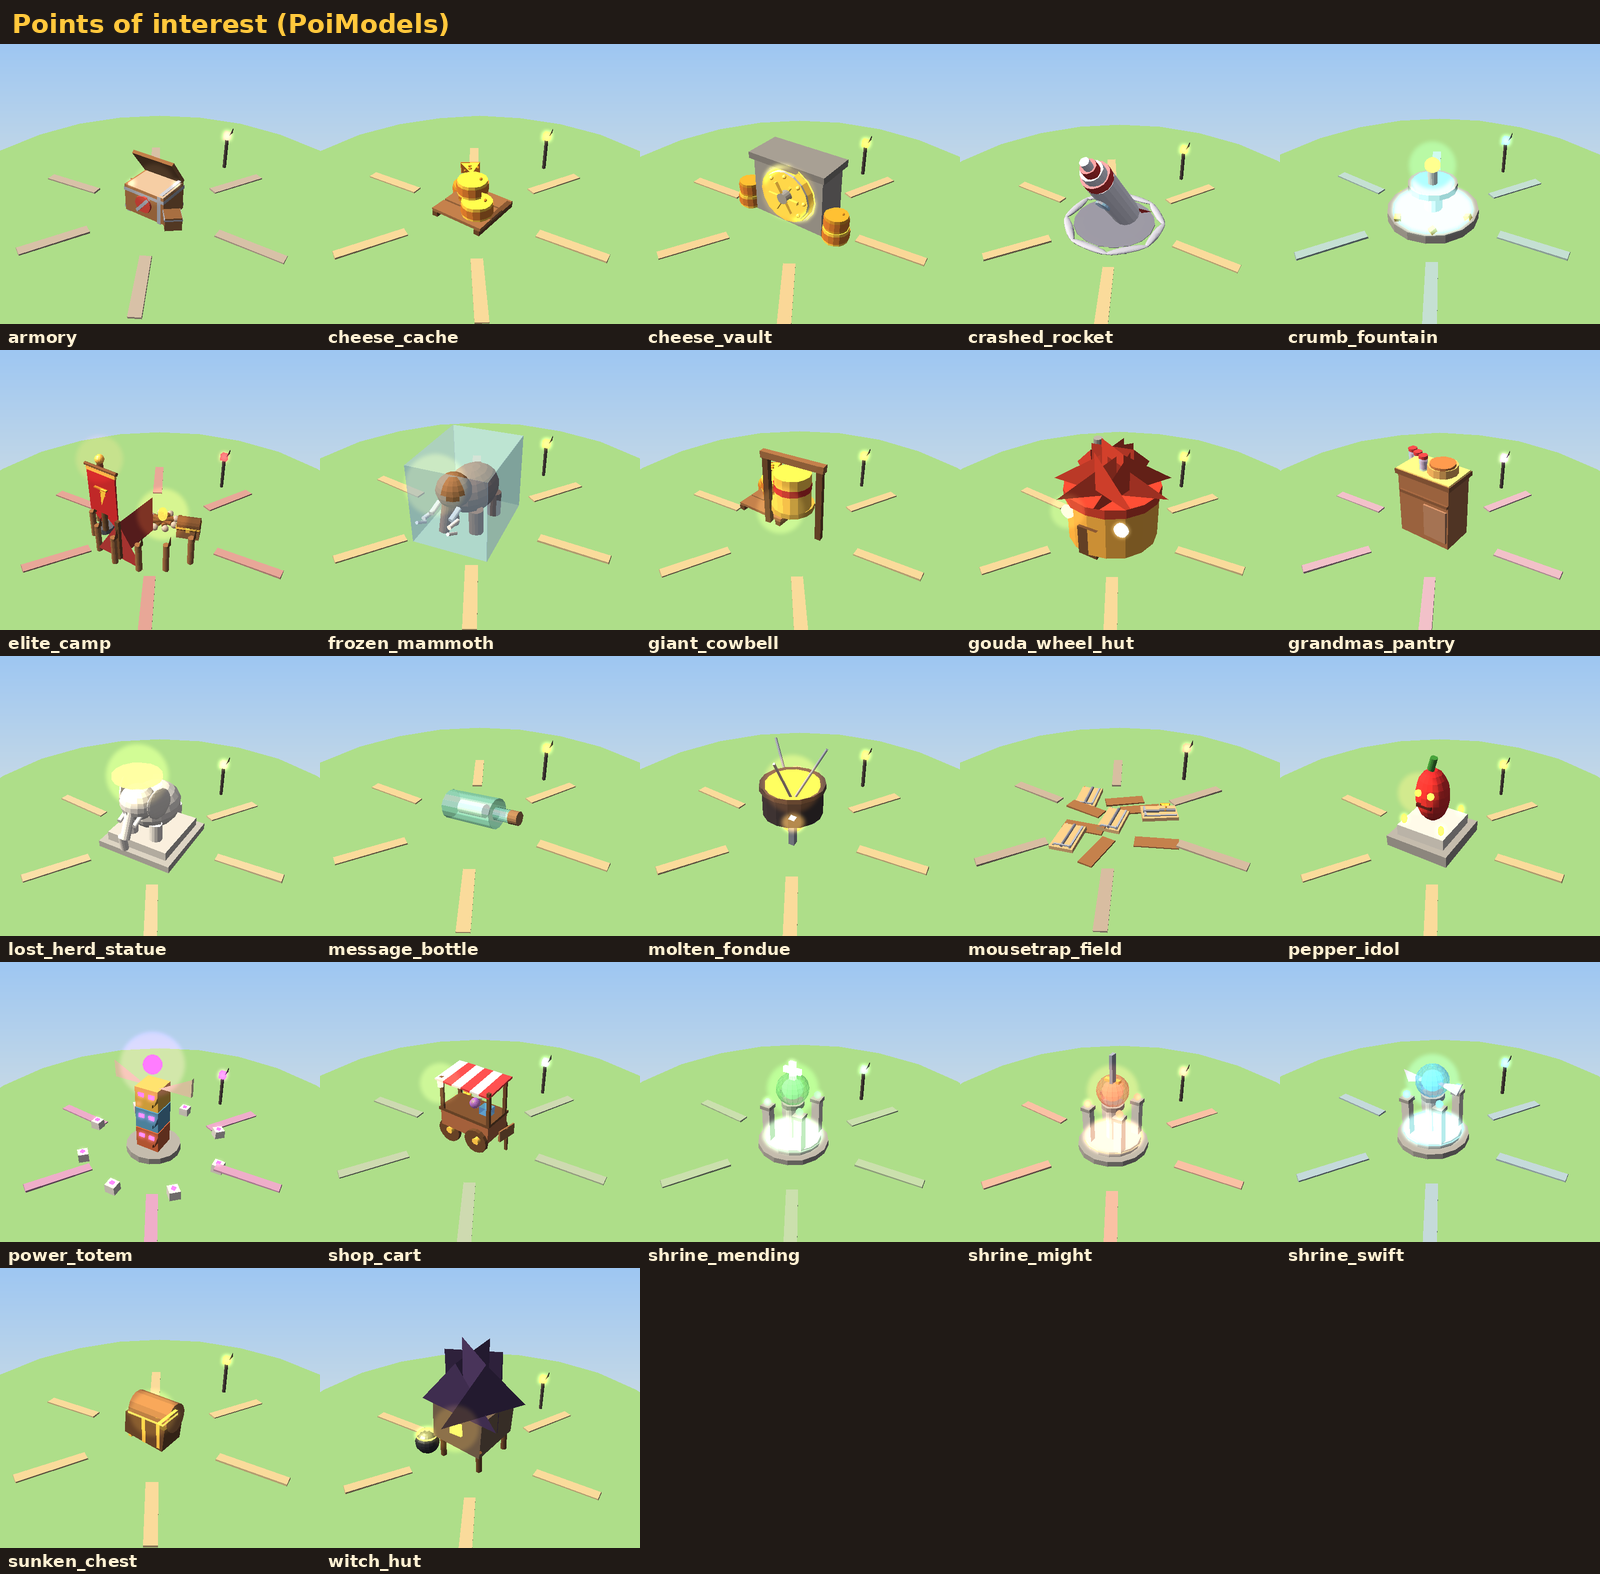 Points of interest (PoiModels)
armory
cheese_cache
cheese_vault
crashed_rocket
crumb_fountain
elite_camp
frozen_mammoth
giant_cowbell
gouda_wheel_hut
grandmas_pantry
lost_herd_statue
message_bottle
molten_fondue
mousetrap_field
pepper_idol
power_totem
shop_cart
shrine_mending
shrine_might
shrine_swift
sunken_chest
witch_hut